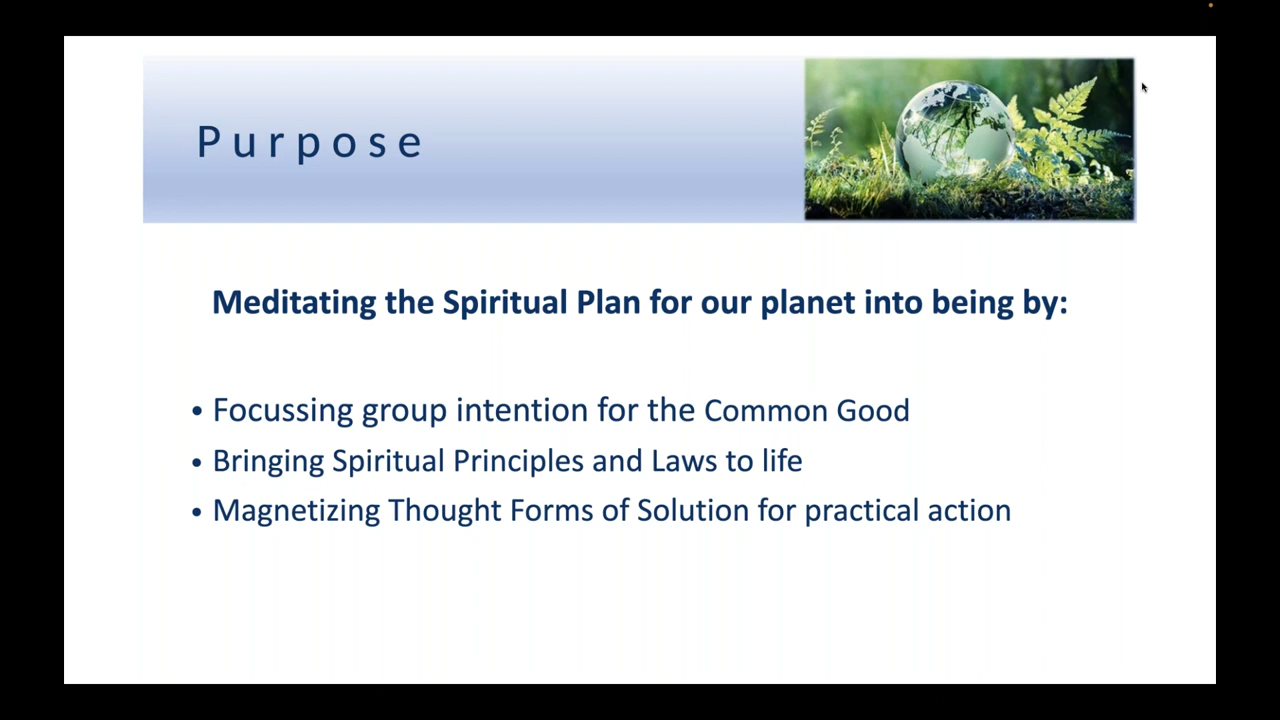 Purpose
Meditating the Spiritual Plan for our planet into being by:
• Focussing group intention for the Common Good
• Bringing Spiritual Principles and Laws to life
• Magnetizing Thought Forms of Solution for practical action